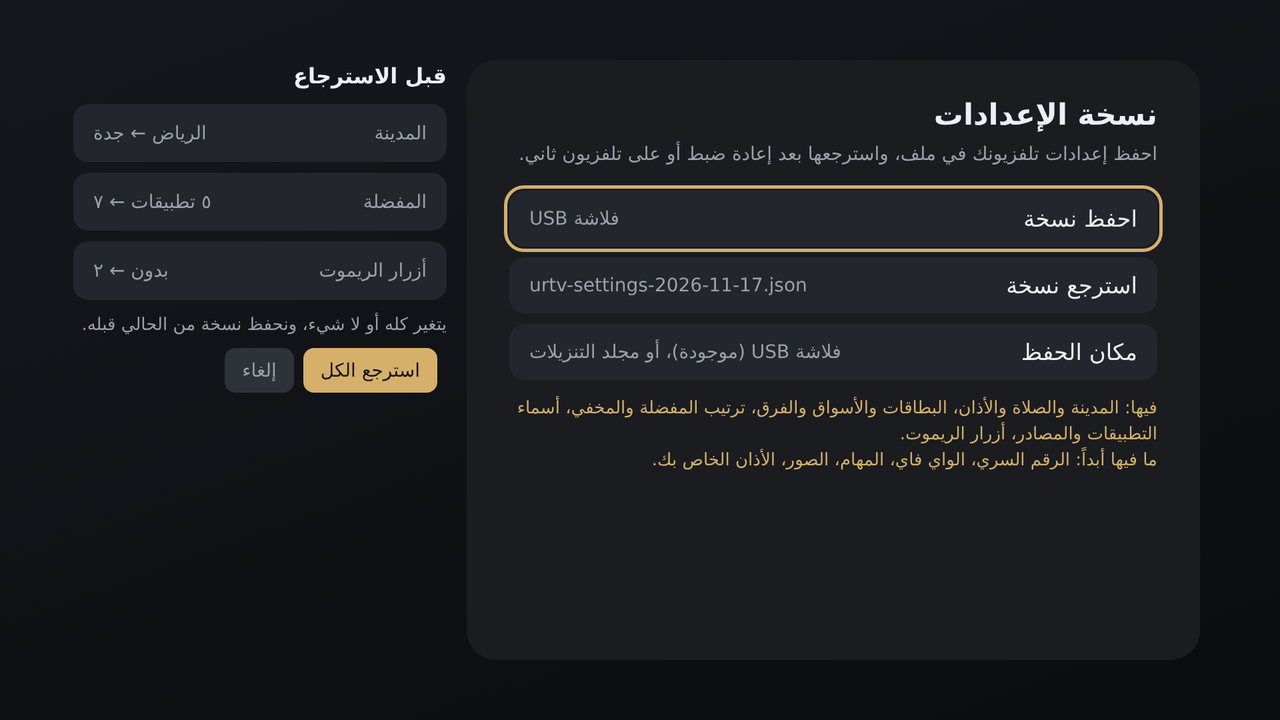 نسخة الإعدادات
احفظ إعدادات تلفزيونك في ملف، واسترجعها بعد إعادة ضبط أو على تلفزيون ثاني.
احفظ نسخة
فلاشة USB
استرجع نسخة
urtv-settings-2026-11-17.json
مكان الحفظ
فلاشة USB (موجودة)، أو مجلد التنزيلات
فيها: المدينة والصلاة والأذان، البطاقات والأسواق والفرق، ترتيب المفضلة والمخفي، أسماء
التطبيقات والمصادر، أزرار الريموت.
ما فيها أبداً: الرقم السري، الواي فاي، المهام، الصور، الأذان الخاص بك.
قبل الاسترجاع
المدينة
الرياض ← جدة
المفضلة
٥ تطبيقات ← ٧
أزرار الريموت
بدون ← ٢
يتغير كله أو لا شيء، ونحفظ نسخة من الحالي قبله.
استرجع الكل
إلغاء